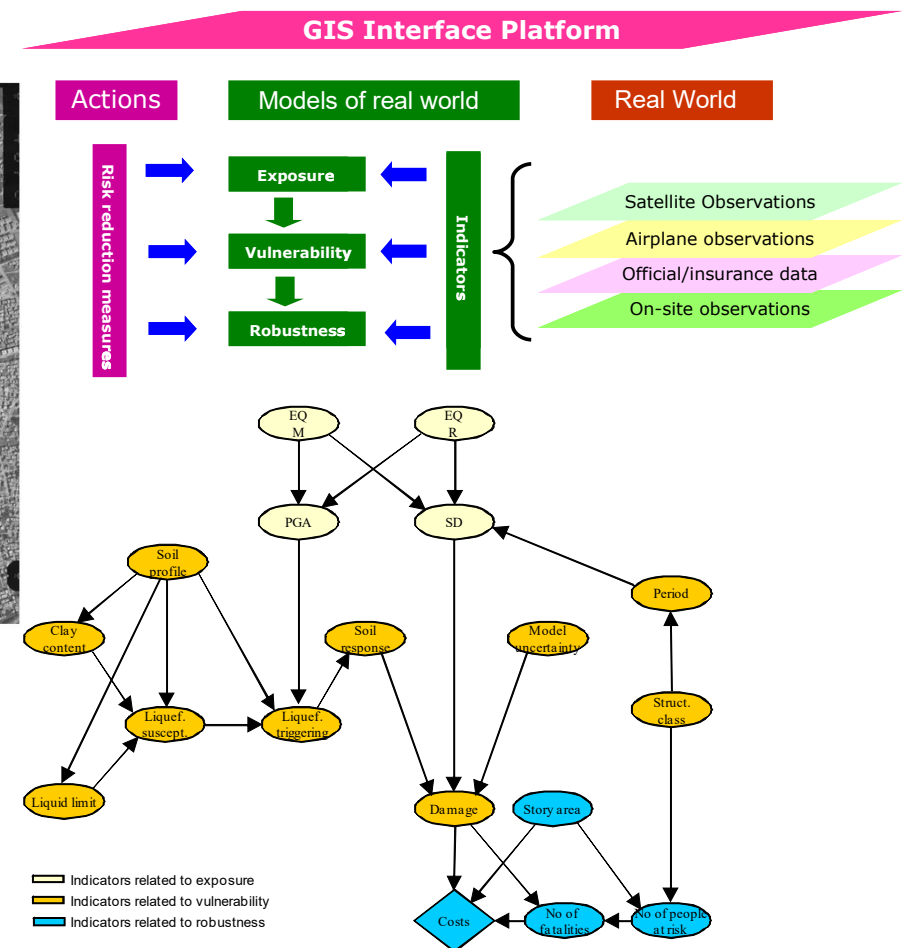 GIS Interface Platform
Actions
Models of real world
Real World
Risk reduction measures
Exposure
Vulnerability
Robustness
Indicators
Satellite Observations
Airplane observations
Official/insurance data
On-site observations
EQ
M
EQ
R
PGA
SD
Soil
profile
Period
Clay
content
Soil
response
Model
uncertainty
Struct.
class
Liquef.
suscept.
Liquef.
triggering
Liquid limit
Damage
Story area
Costs
No of
fatalities
No of people
at risk
Indicators related to exposure
Indicators related to vulnerability
Indicators related to robustness